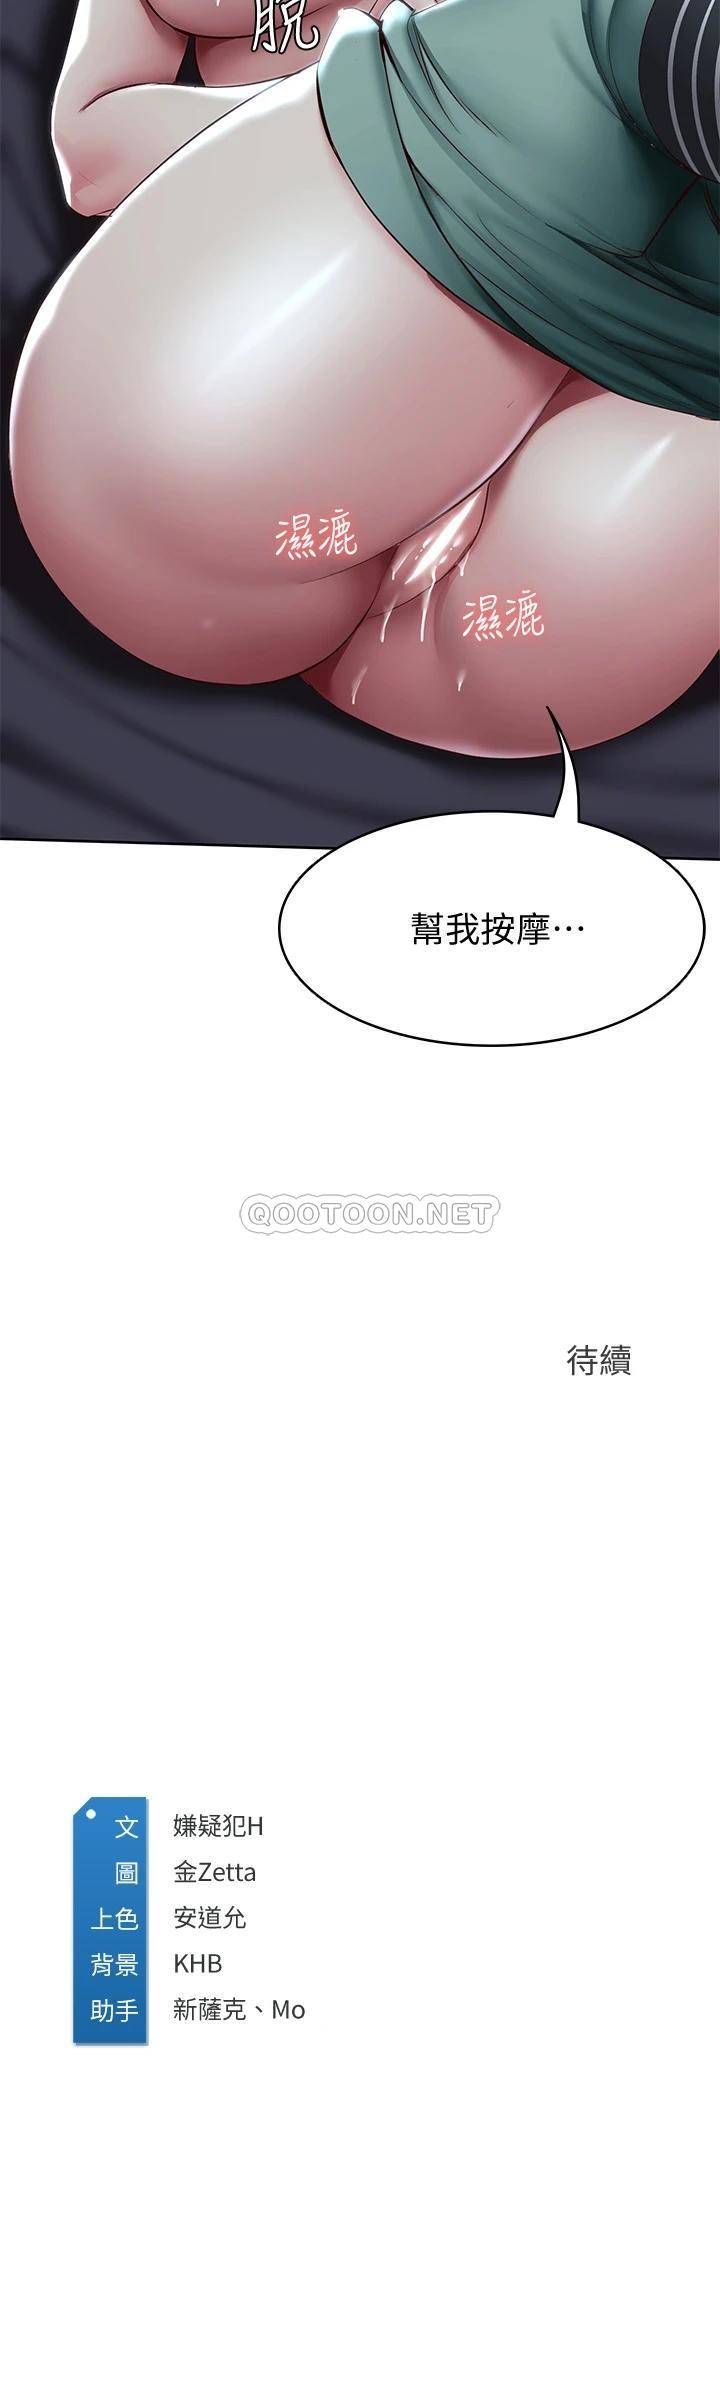 脫
濕漉
濕漉
幫我按摩⋯
QOOTOON.NET
待續
文 嫌疑犯H
圖 金Zetta
上色 安道允
背景 KHB
助手 新薩克、Mo